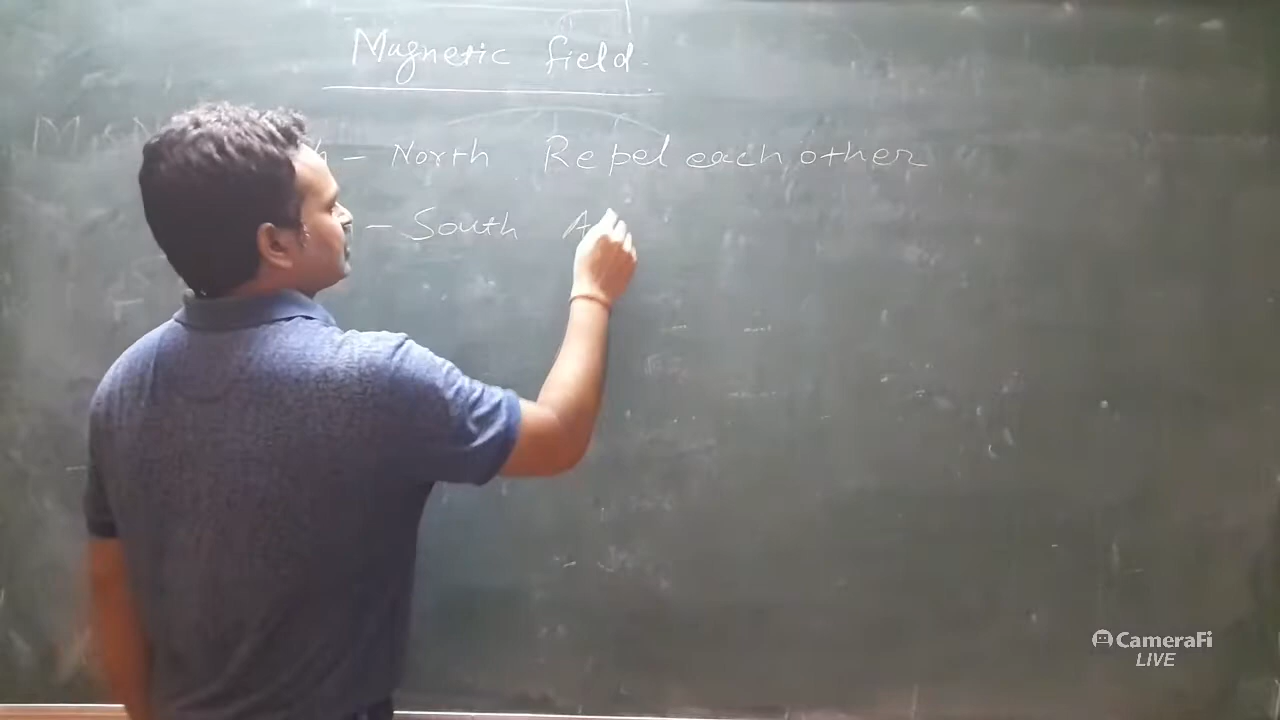 Magnetic field.
h - North Repel each other
- South A
CameraFi
LIVE